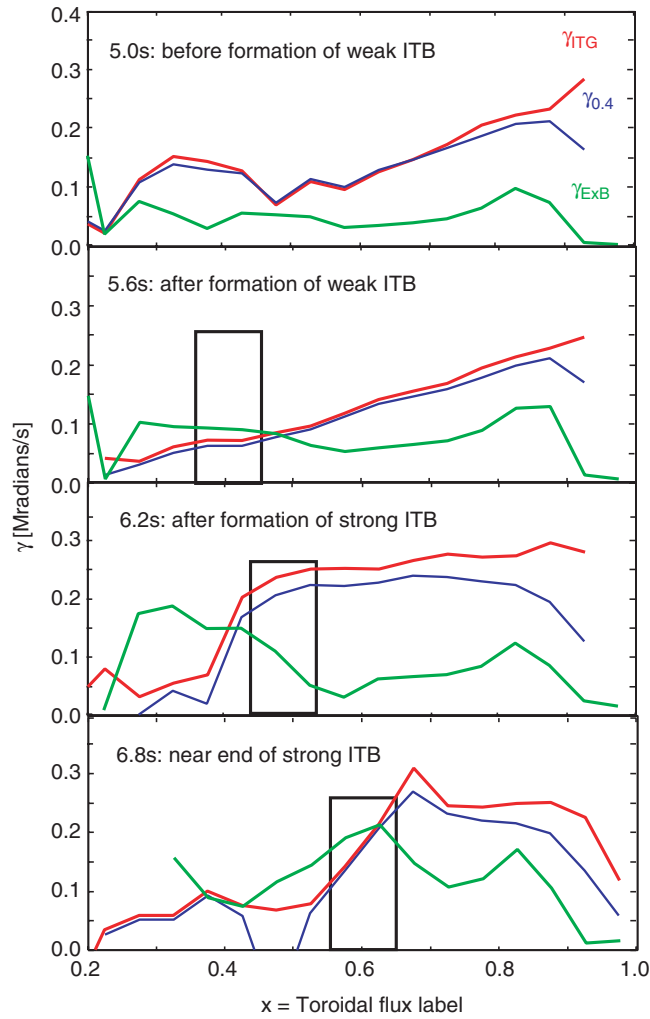 0.4
5.0s: before formation of weak ITB
γITG
0.3
γ0.4
0.2
γExB
0.1
0.0
5.6s: after formation of weak ITB
0.3
0.2
0.1
0.0
γ [Mradians/s]
6.2s: after formation of strong ITB
0.3
0.2
0.1
0.0
6.8s: near end of strong ITB
0.3
0.2
0.1
0.0
0.2 0.4 0.6 0.8 1.0
x = Toroidal flux label